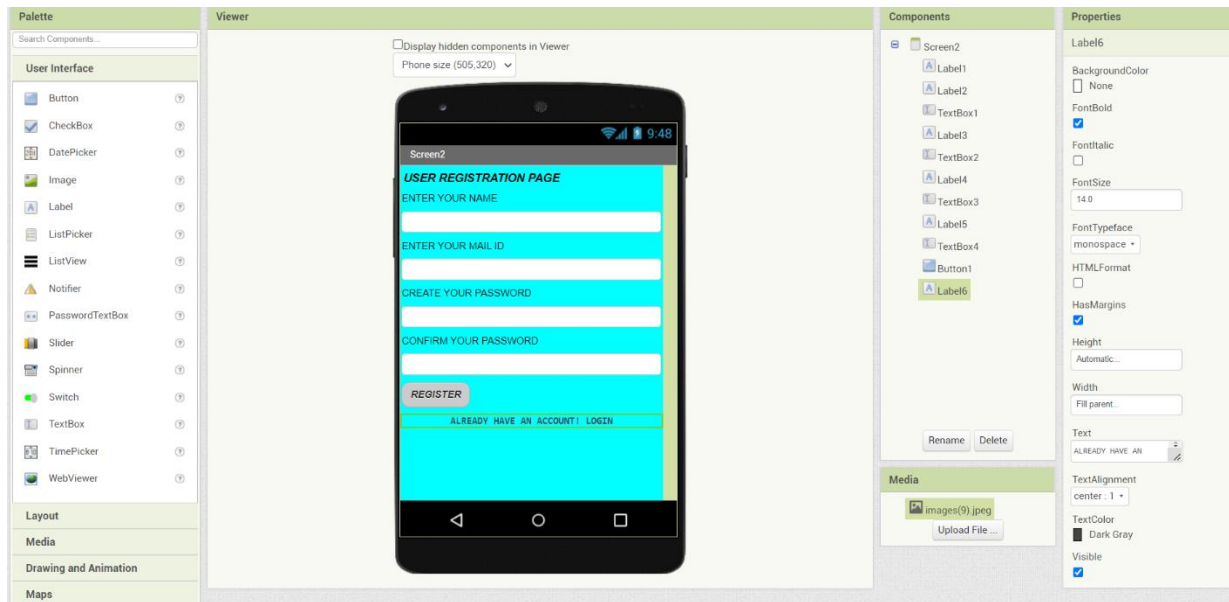 Palette
Search Components...
User Interface
Button
CheckBox
DatePicker
Image
Label
ListPicker
ListView
Notifier
PasswordTextBox
Slider
Spinner
Switch
TextBox
TimePicker
WebViewer
Layout
Media
Drawing and Animation
Maps
Viewer
Display hidden components in Viewer
Phone size (505,320)
9:48
Screen2
USER REGISTRATION PAGE
ENTER YOUR NAME
ENTER YOUR MAIL ID
CREATE YOUR PASSWORD
CONFIRM YOUR PASSWORD
REGISTER
ALREADY HAVE AN ACCOUNT! LOGIN
Components
Screen2
Label1
Label2
TextBox1
Label3
TextBox2
Label4
TextBox3
Label5
TextBox4
Button1
Label6
Rename Delete
Media
images(9).jpeg
Upload File ...
Properties
Label6
BackgroundColor
None
FontBold
FontItalic
FontSize
14.0
FontTypeface
monospace
HTMLFormat
HasMargins
Height
Automatic...
Width
Fill parent...
Text
ALREADY HAVE AN
TextAlignment
center : 1
TextColor
Dark Gray
Visible